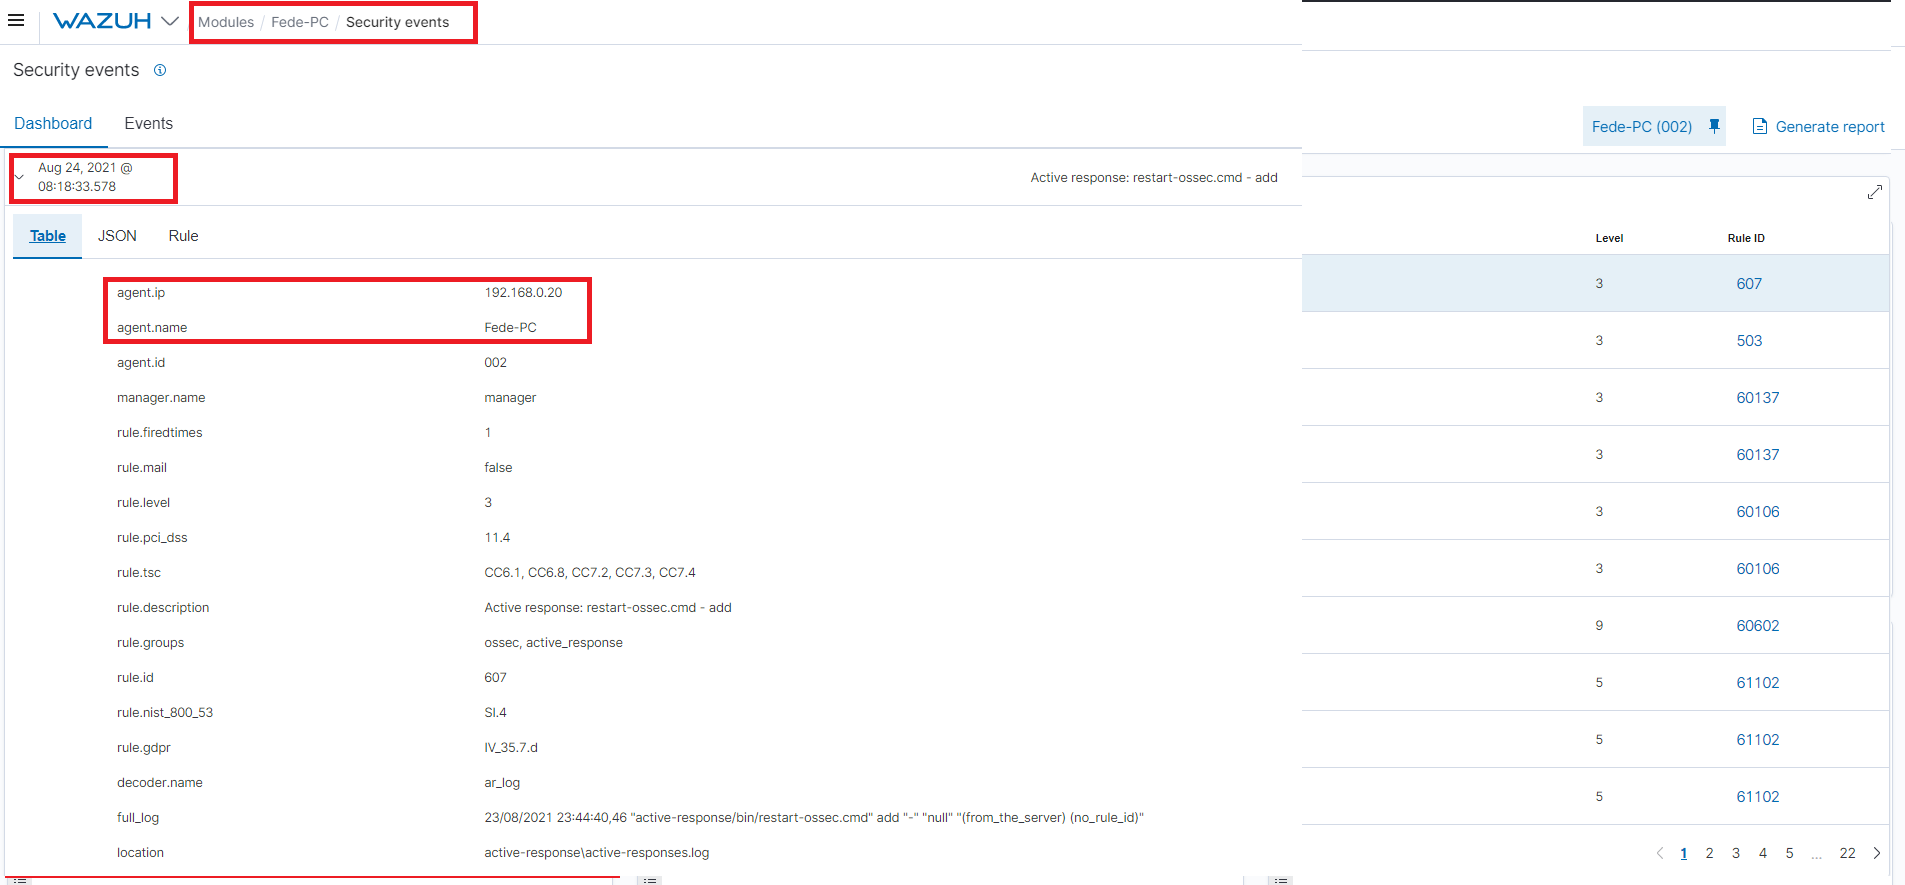 WAZUH
Modules / Fede-PC / Security events
Security events
Dashboard Events
Fede-PC (002) Generate report
Aug 24, 2021 @
08:18:33.578
Active response: restart-ossec.cmd - add
Table JSON Rule
agent.ip 192.168.0.20
agent.name Fede-PC
agent.id 002
manager.name manager
rule.firedtimes 1
rule.mail false
rule.level 3
rule.pci_dss 11.4
rule.tsc CC6.1, CC6.8, CC7.2, CC7.3, CC7.4
rule.description Active response: restart-ossec.cmd - add
rule.groups ossec, active_response
rule.id 607
rule.nist_800_53 SI.4
rule.gdpr IV_35.7.d
decoder.name ar_log
full_log 23/08/2021 23:44:40,46 "active-response/bin/restart-ossec.cmd" add "-" "null" "(from_the_server) (no_rule_id)"
location active-response\active-responses.log
Level Rule ID
3 607
3 503
3 60137
3 60137
3 60106
3 60106
9 60602
5 61102
5 61102
5 61102
1 2 3 4 5 ... 22